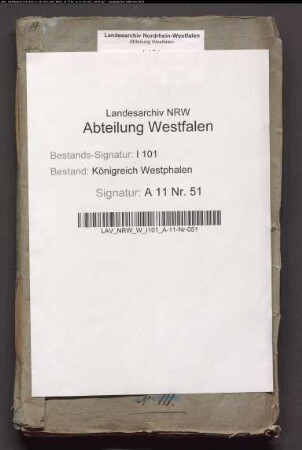 Landesarchiv Nordrhein-Westfalen
Abteilung Westfalen
Landesarchiv NRW
Abteilung Westfalen
Bestands-Signatur: I 101
Bestand: Königreich Westphalen
Signatur: A 11 Nr. 51
LAV_NRW_W_I101_A-11-Nr-051